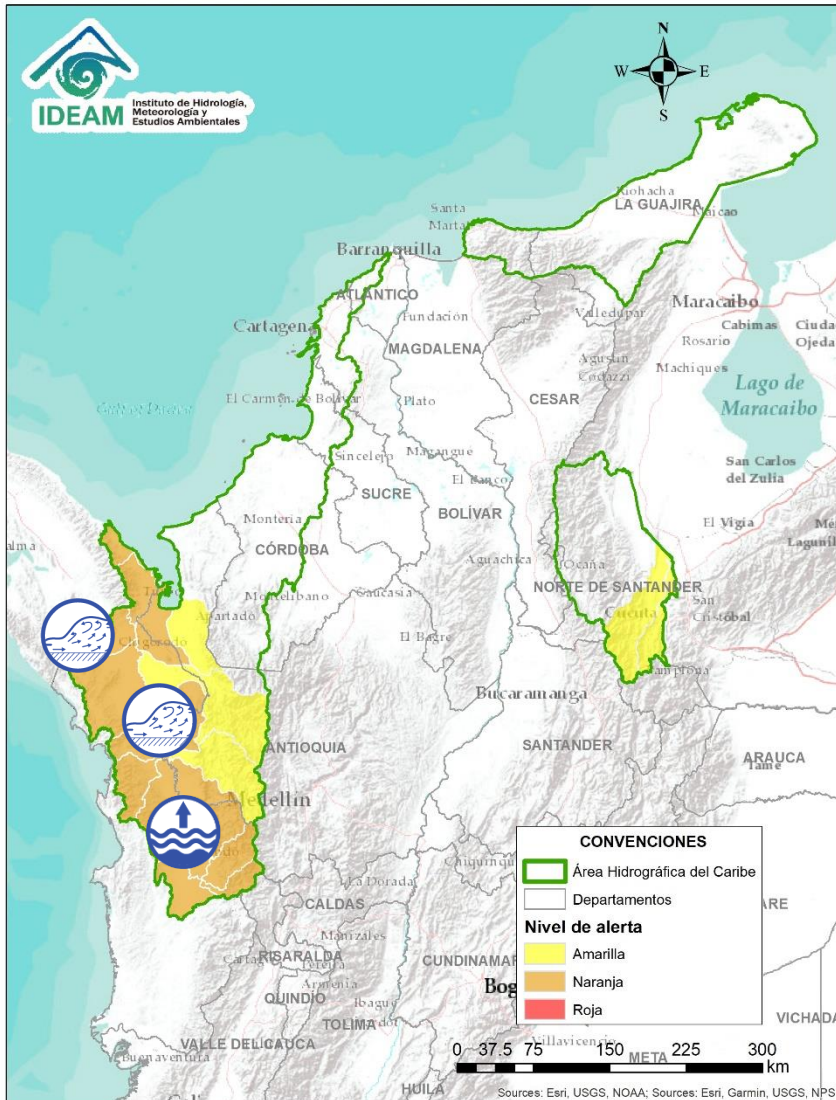 IDEAM
Instituto de Hidrología,
Meteorología y
Estudios Ambientales
N
W
E
S
Riohacha
LA GUAJIRA
Maicao
Santa
Marta
Barranquilla
ATLÁNTICO
Maracaibo
Cartagena
Fundación
Valledupar
Cabimas
Ciudad
Ojeda
Rosario
MAGDALENA
Machiques
Agustín
Codazzi
El Carmen de Bolívar
Plato
CESAR
Lago de
Maracaibo
Sincelejo
Magangué
San Carlos
del Zulia
SUCRE
El Banco
BOLÍVAR
Montería
El Vigía
CÓRDOBA
Aguachica
Ocaña
NORTE DE SANTANDER
Montelíbano
Caucasia
Apartadó
Cúcuta
San
Cristóbal
El Bagre
Chigorodó
Pamplona
Bucaramanga
ANTIOQUIA
SANTANDER
ARAUCA
Tame
Medellín
La Dorada
CALDAS
Manizales
RISARALDA
Pereira
Armenia
QUINDÍO
Ibagué
TOLIMA
VALLE DEL CAUCA
Buenaventura
HUILA
CUNDINAMAR
Bog
Villavicencio
META
VICHADA
CONVENCIONES
Área Hidrográfica del Caribe
Departamentos
Nivel de alerta
Amarilla
Naranja
Roja
0 37.5 75 150 225 300
km
Sources: Esri, USGS, NOAA; Sources: Esri, Garmin, USGS, NPS